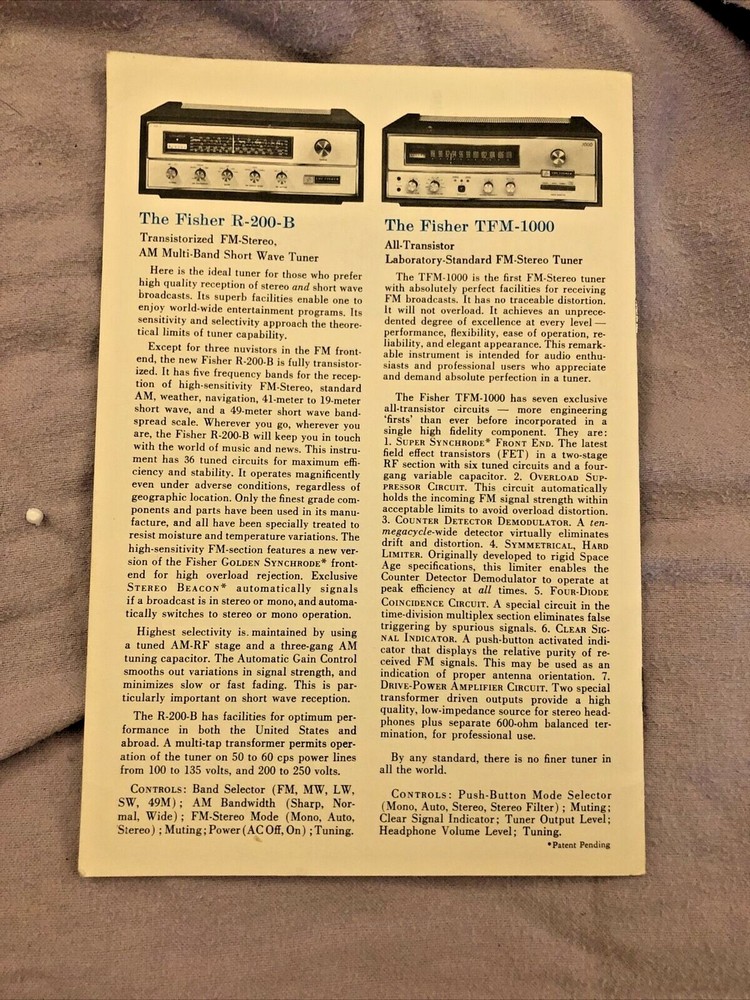 The Fisher R-200-B
Transistorized FM-Stereo,
AM Multi-Band Short Wave Tuner
Here is the ideal tuner for those who prefer
high quality reception of stereo and short wave
broadcasts. Its superb facilities enable one to
enjoy world-wide entertainment programs. Its
sensitivity and selectivity approach the theore-
tical limits of tuner capability.
Except for three nuvistors in the FM front-
end, the new Fisher R-200-B is fully transistor-
ized. It has five frequency bands for the recep-
tion of high-sensitivity FM-Stereo, standard
AM, weather, navigation, 41-meter to 19-meter
short wave, and a 49-meter short wave band-
spread scale. Wherever you go, wherever you
are, the Fisher R-200-B will keep you in touch
with the world of music and news. This instru-
ment has 36 tuned circuits for maximum effi-
ciency and stability. It operates magnificently
even under adverse conditions, regardless of
geographic location. Only the finest grade com-
ponents and parts have been used in its manu-
facture, and all have been specially treated to
resist moisture and temperature variations. The
high-sensitivity FM-section features a new ver-
sion of the Fisher GOLDEN SYNCHRODE* front-
end for high overload rejection. Exclusive
STEREO BEACON* automatically signals
if a broadcast is in stereo or mono, and automa-
tically switches to stereo or mono operation.
Highest selectivity is maintained by using
a tuned AM-RF stage and a three-gang AM
tuning capacitor. The Automatic Gain Control
smooths out variations in signal strength, and
minimizes slow or fast fading. This is par-
ticularly important on short wave reception.
The R-200-B has facilities for optimum per-
formance in both the United States and
abroad. A multi-tap transformer permits oper-
ation of the tuner on 50 to 60 cps power lines
from 100 to 135 volts, and 200 to 250 volts.
CONTROLS: Band Selector (FM, MW, LW,
SW, 49M); AM Bandwidth (Sharp, Nor-
mal, Wide); FM-Stereo Mode (Mono, Auto,
Stereo); Muting; Power (AC Off, On); Tuning.
The Fisher TFM-1000
All-Transistor
Laboratory-Standard FM-Stereo Tuner
The TFM-1000 is the first FM-Stereo tuner
with absolutely perfect facilities for receiving
FM broadcasts. It has no traceable distortion.
It will not overload. It achieves an unprece-
dented degree of excellence at every level —
performance, flexibility, ease of operation, re-
liability, and elegant appearance. This remark-
able instrument is intended for audio enthu-
siasts and professional users who appreciate
and demand absolute perfection in a tuner.
The Fisher TFM-1000 has seven exclusive
all-transistor circuits — more engineering
'firsts' than ever before incorporated in a
single high fidelity component. They are:
1. SUPER SYNCHRODE* FRONT END. The latest
field effect transistors (FET) in a two-stage
RF section with six tuned circuits and a four-
gang variable capacitor. 2. OVERLOAD SUP-
PRESSOR CIRCUIT. This circuit automatically
holds the incoming FM signal strength within
acceptable limits to avoid overload distortion.
3. COUNTER DETECTOR DEMODULATOR. A ten-
megacycle-wide detector virtually eliminates
drift and distortion. 4. SYMMETRICAL, HARD
LIMITER. Originally developed to rigid Space
Age specifications, this limiter enables the
Counter Detector Demodulator to operate at
peak efficiency at all times. 5. FOUR-DIODE
COINCIDENCE CIRCUIT. A special circuit in the
time-division multiplex section eliminates false
triggering by spurious signals. 6. CLEAR SIG-
NAL INDICATOR. A push-button activated indi-
cator that displays the relative purity of re-
ceived FM signals. This may be used as an
indication of proper antenna orientation. 7.
DRIVE-POWER AMPLIFIER CIRCUIT. Two special
transformer driven outputs provide a high
quality, low-impedance source for stereo head-
phones plus separate 600-ohm balanced ter-
mination, for professional use.
By any standard, there is no finer tuner in
all the world.
CONTROLS: Push-Button Mode Selector
(Mono, Auto, Stereo, Stereo Filter); Muting;
Clear Signal Indicator; Tuner Output Level;
Headphone Volume Level; Tuning.
*Patent Pending